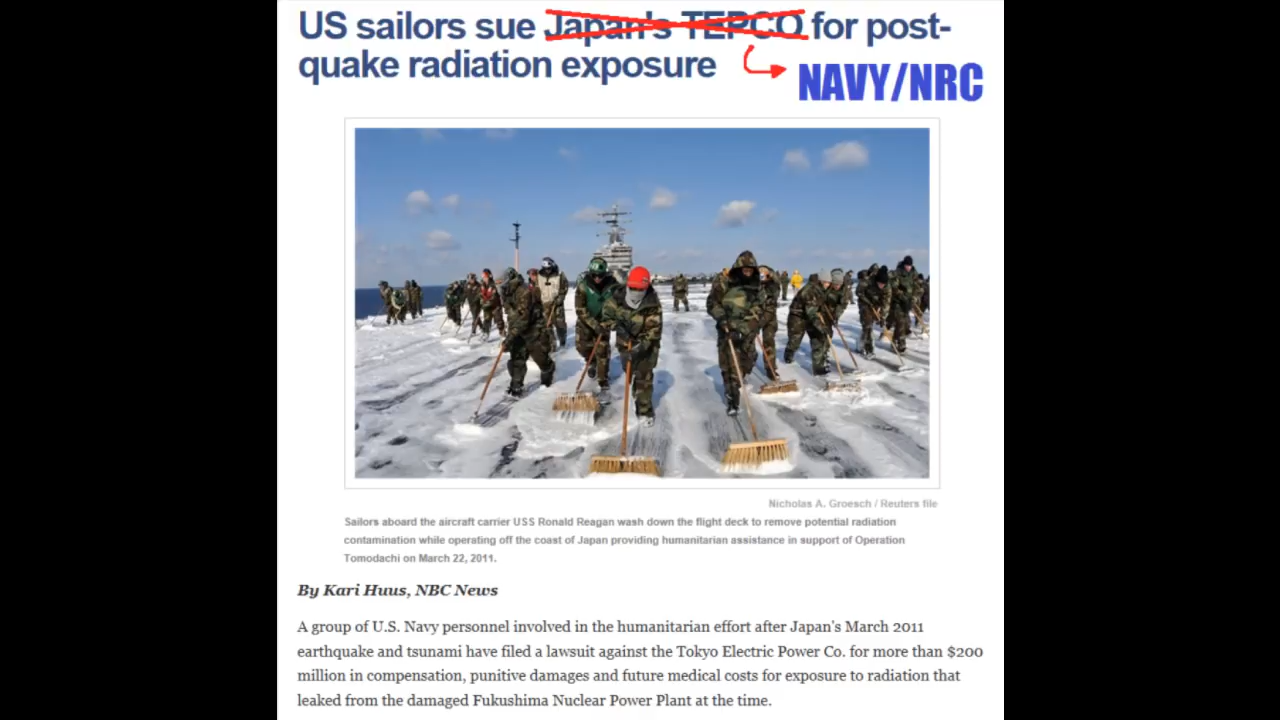 US sailors sue Japan's TEPCO for post-
quake radiation exposure
NAVY/NRC
Nicholas A. Groesch / Reuters file
Sailors aboard the aircraft carrier USS Ronald Reagan wash down the flight deck to remove potential radiation
contamination while operating off the coast of Japan providing humanitarian assistance in support of Operation
Tomodachi on March 22, 2011.
By Kari Huus, NBC News
A group of U.S. Navy personnel involved in the humanitarian effort after Japan's March 2011
earthquake and tsunami have filed a lawsuit against the Tokyo Electric Power Co. for more than $200
million in compensation, punitive damages and future medical costs for exposure to radiation that
leaked from the damaged Fukushima Nuclear Power Plant at the time.